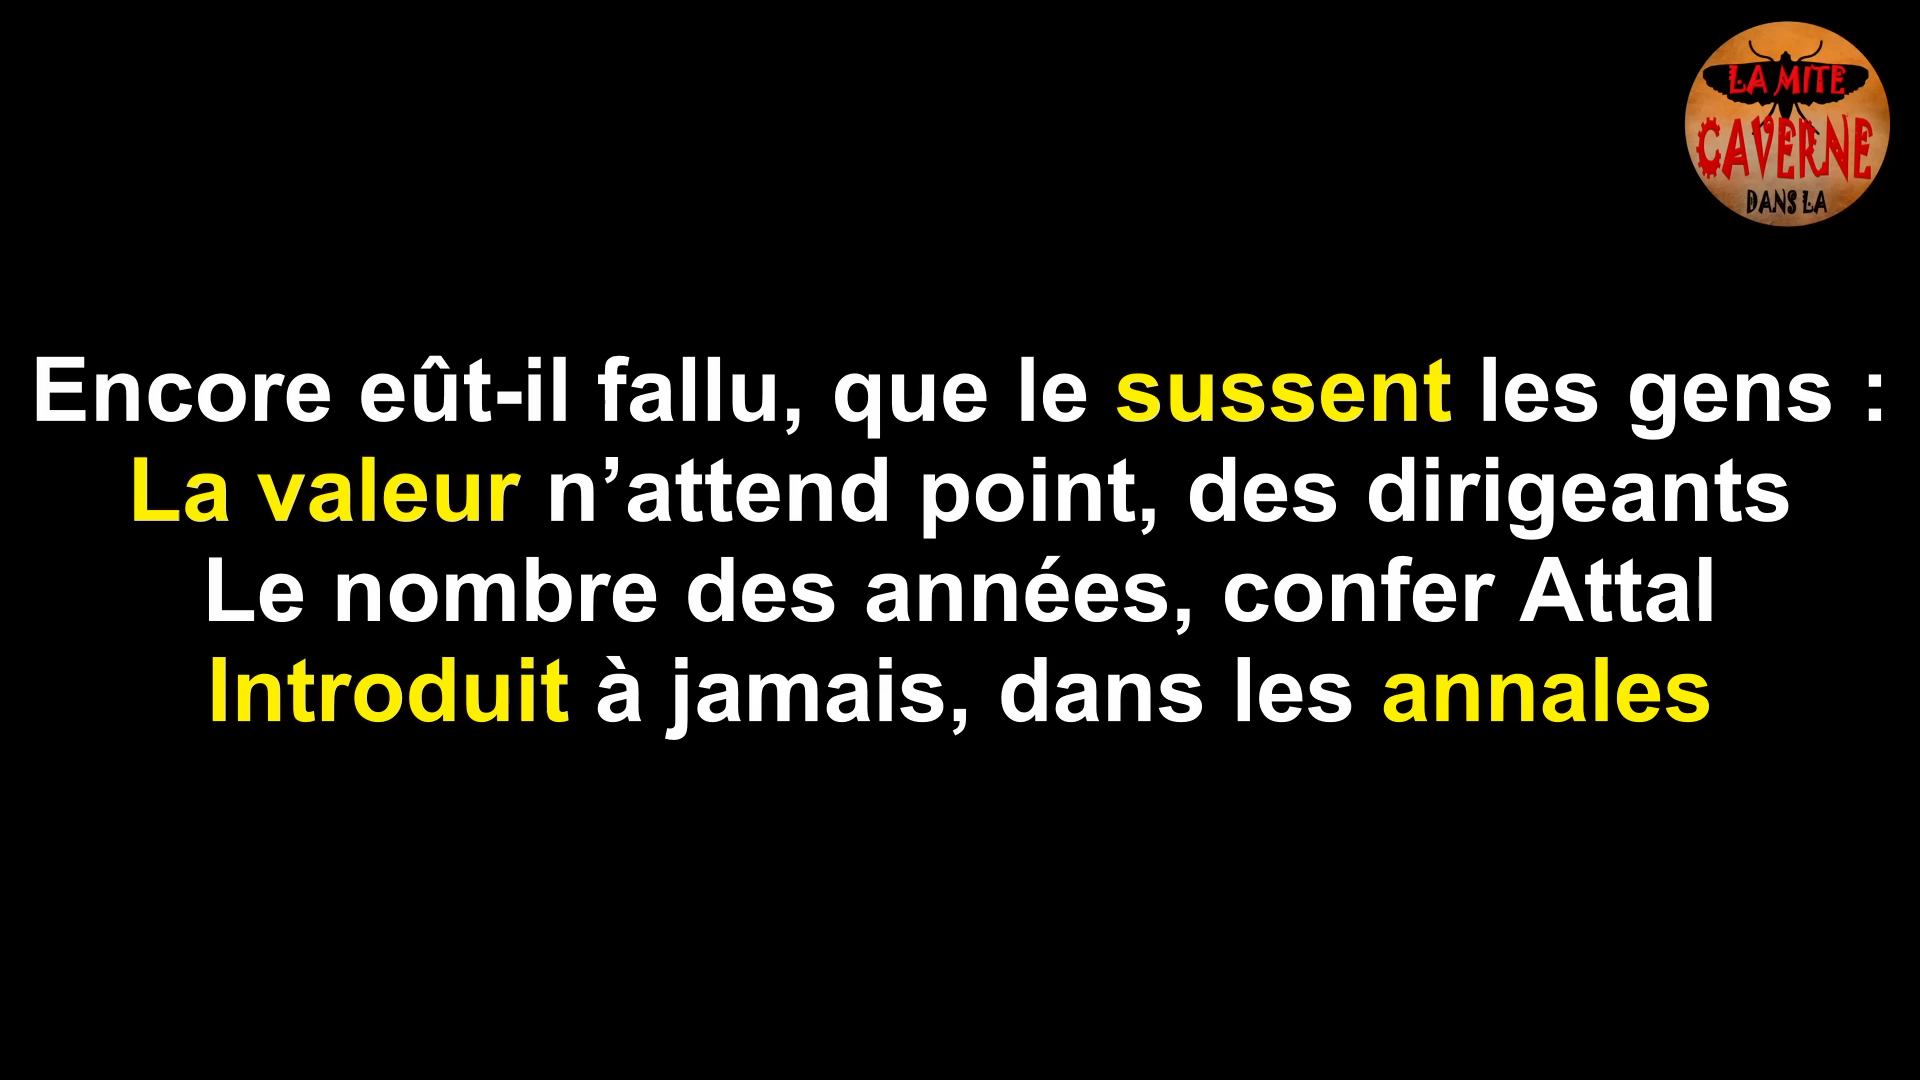 LA MITE
CAVERNE
DANS LA
Encore eût-il fallu, que le sussent les gens :
La valeur n’attend point, des dirigeants
Le nombre des années, confer Attal
Introduit à jamais, dans les annales